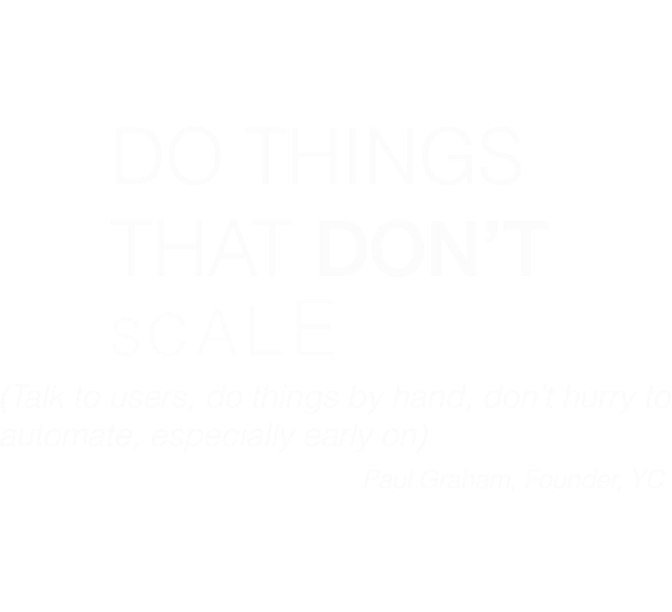 DO THINGS
THAT DON’T
SCALE
(Talk to users, do things by hand, don't hurry to
automate, especially early on)
Paul Graham, Founder, YC